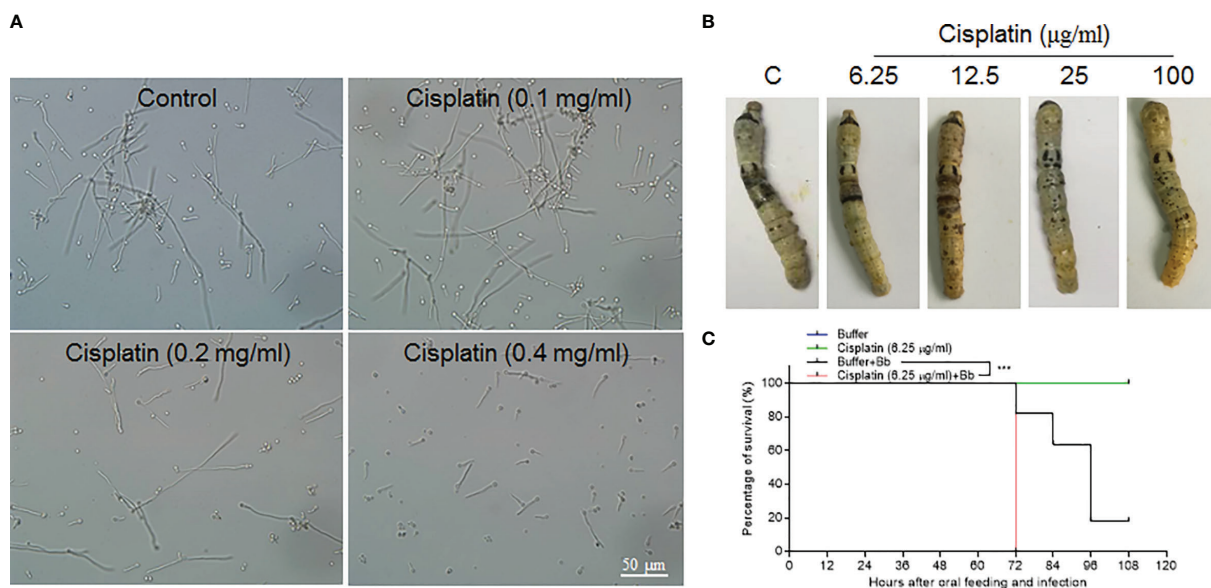 A
Control
Cisplatin (0.1 mg/ml)
Cisplatin (0.2 mg/ml)
Cisplatin (0.4 mg/ml)
50 μm
B
Cisplatin (μg/ml)
C 6.25 12.5 25 100
C
Buffer
Cisplatin (6.25 μg/ml)
Buffer+Bb
Cisplatin (6.25 μg/ml)+Bb
***
Percentage of survival (%)
100
80
60
40
20
0
0 12 24 36 48 60 72 84 96 108 120
Hours after oral feeding and infection